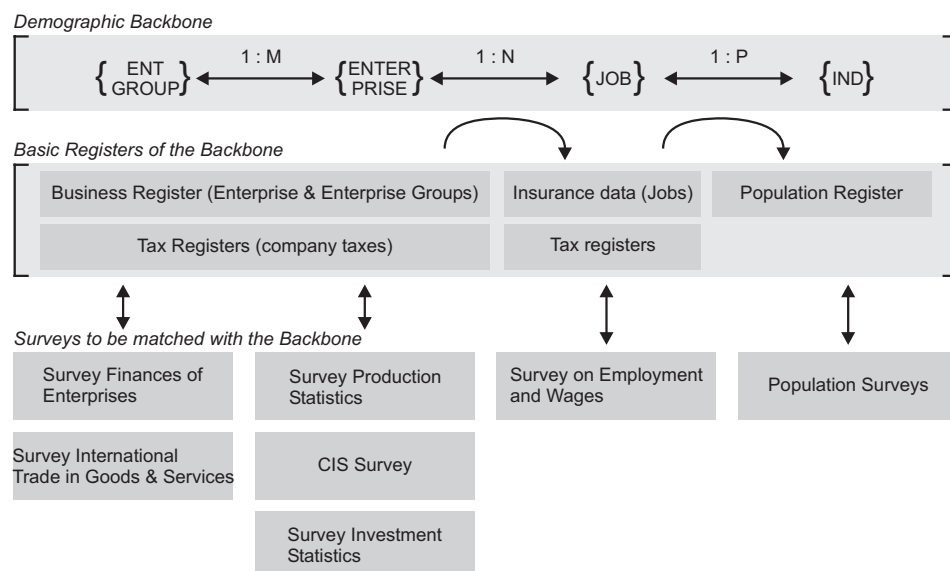 Demographic Backbone
1 : M
1 : N
1 : P
{ENT GROUP}
{ENTER PRISE}
{JOB}
{IND}
Basic Registers of the Backbone
Business Register (Enterprise & Enterprise Groups)
Insurance data (Jobs)
Population Register
Tax Registers (company taxes)
Tax registers
Surveys to be matched with the Backbone
Survey Finances of
Enterprises
Survey Production
Statistics
Survey on Employment
and Wages
Population Surveys
Survey International
Trade in Goods & Services
CIS Survey
Survey Investment
Statistics